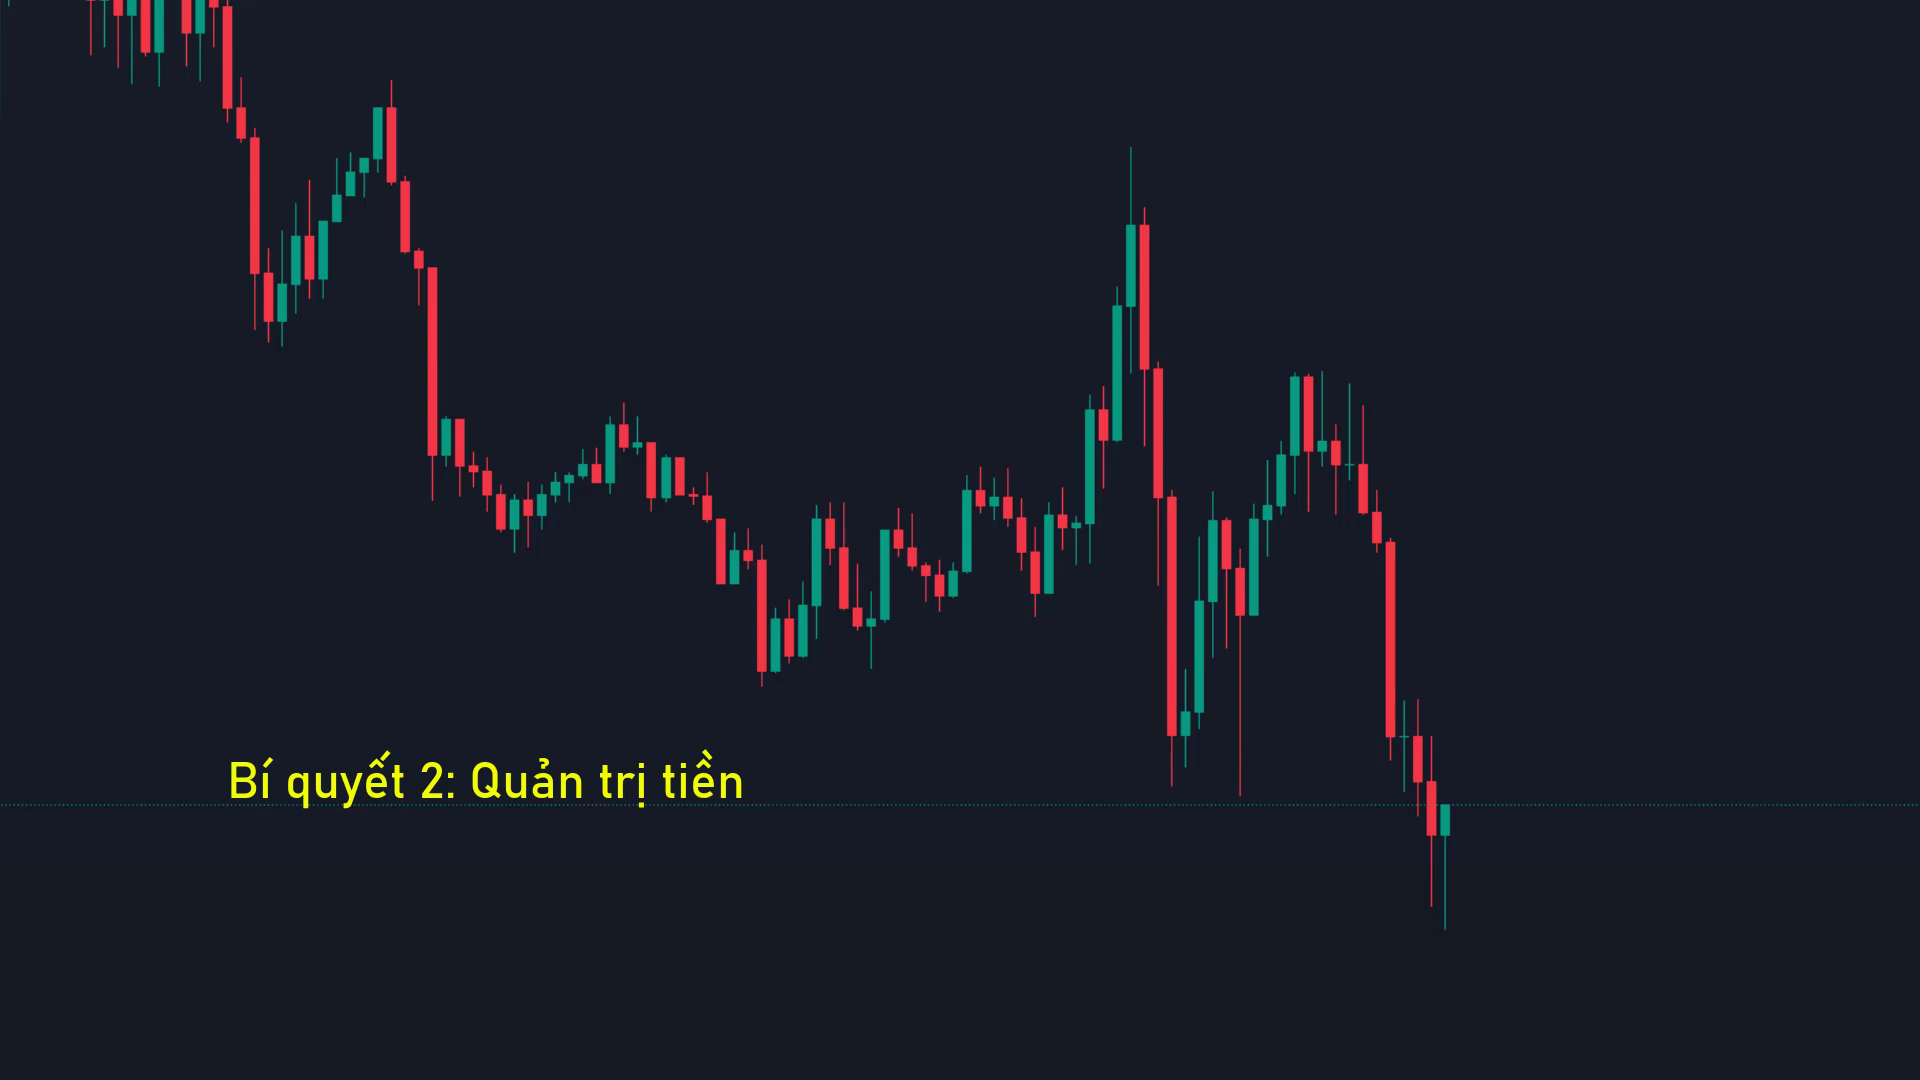 Bí quyết 2: Quản trị tiền